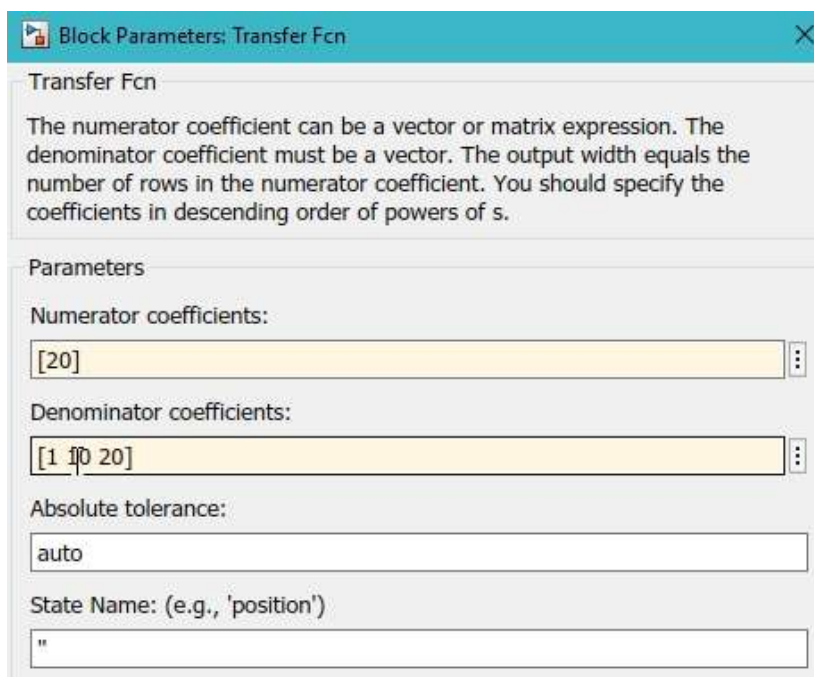 Block Parameters: Transfer Fcn
Transfer Fcn
The numerator coefficient can be a vector or matrix expression. The
denominator coefficient must be a vector. The output width equals the
number of rows in the numerator coefficient. You should specify the
coefficients in descending order of powers of s.
Parameters
Numerator coefficients:
[20]
Denominator coefficients:
[1 10 20]
Absolute tolerance:
auto
State Name: (e.g., 'position')
''